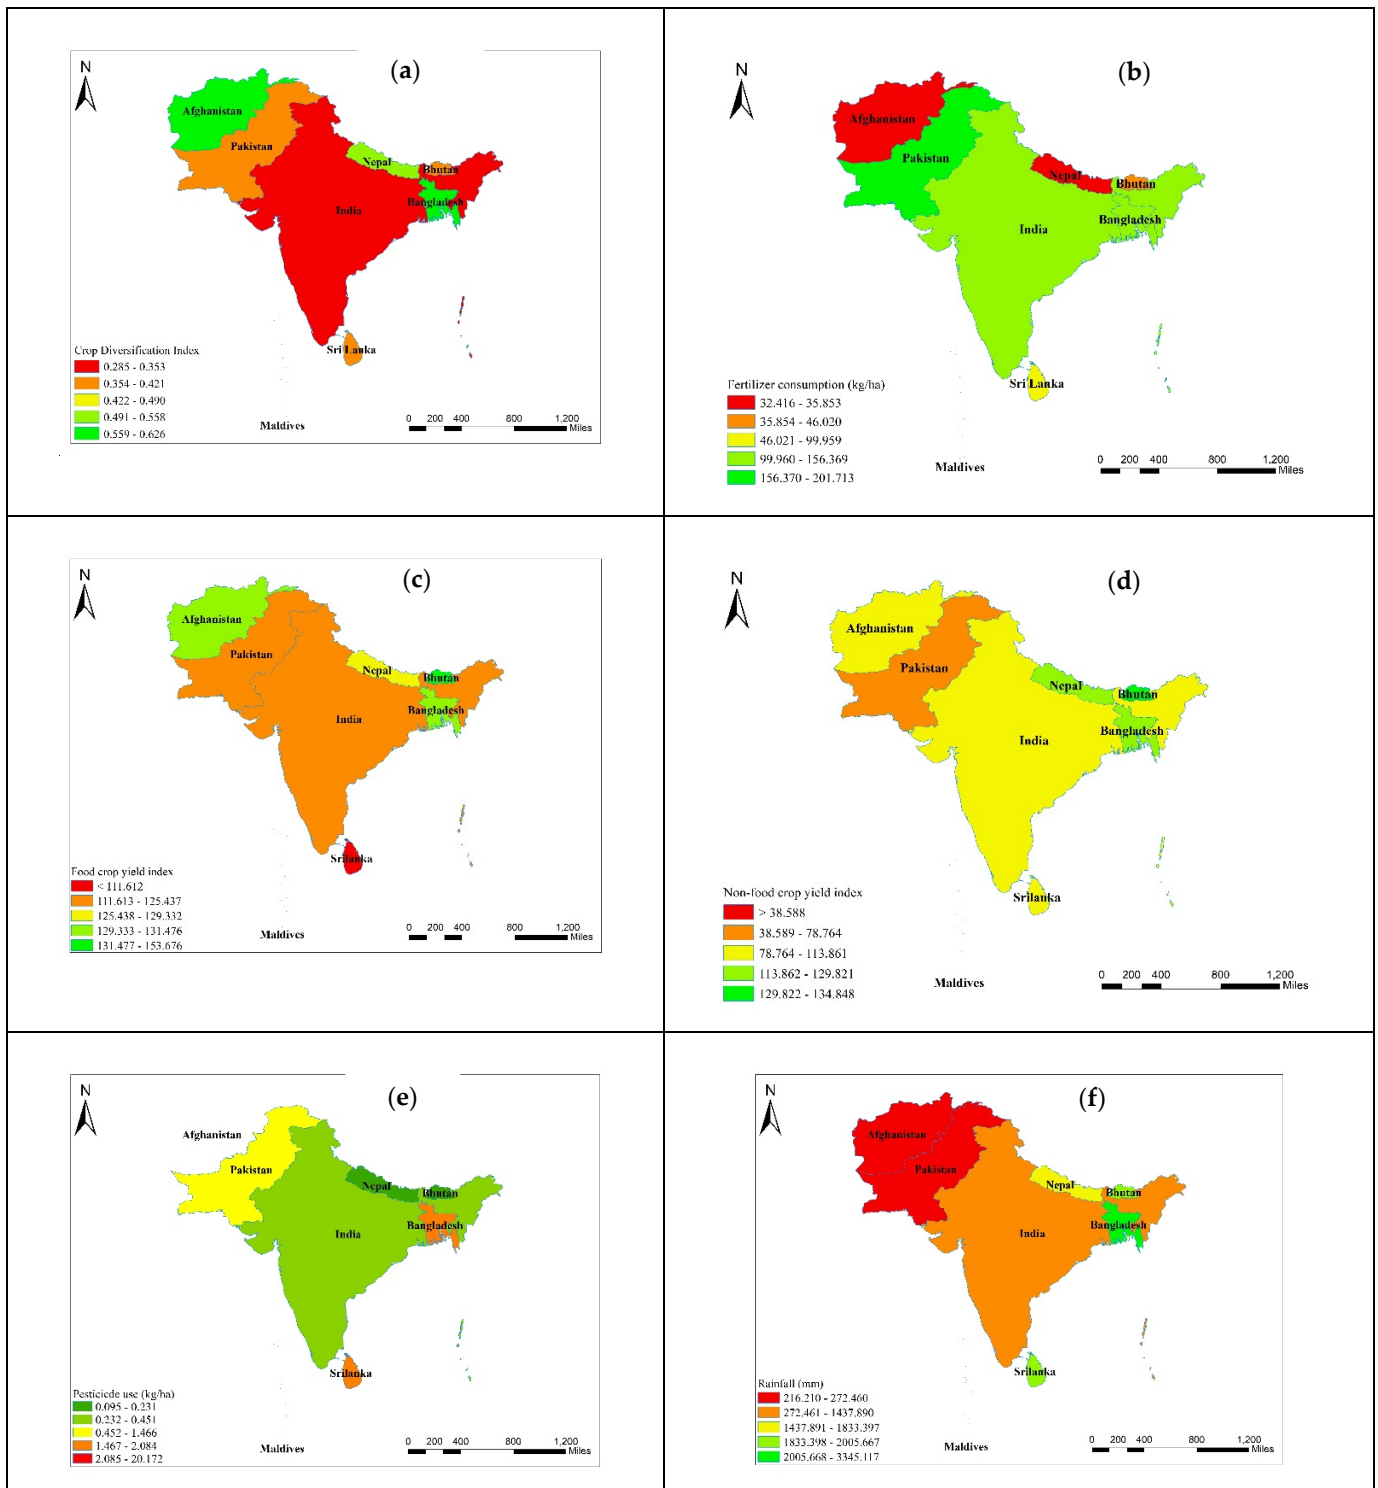 (a)
N
Afghanistan
Pakistan
Nepal
Bhutan
Bangladesh
India
Sri Lanka
Maldives
Crop Diversification Index
0.285 - 0.353
0.354 - 0.421
0.422 - 0.490
0.491 - 0.558
0.559 - 0.626
0 200 400 800 1,200
Miles
(b)
N
Afghanistan
Pakistan
Nepal
Bhutan
Bangladesh
India
Sri Lanka
Maldives
Fertilizer consumption (kg/ha)
32.416 - 35.853
35.854 - 46.020
46.021 - 99.959
99.960 - 156.369
156.370 - 201.713
0 200 400 800 1,200
Miles
(c)
N
Afghanistan
Pakistan
Nepal
Bhutan
Bangladesh
India
Srilanka
Maldives
Food crop yield index
< 111.612
111.613 - 125.437
125.438 - 129.332
129.333 - 131.476
131.477 - 153.676
0 200 400 800 1,200
Miles
(d)
N
Afghanistan
Pakistan
Nepal
Bhutan
Bangladesh
India
Srilanka
Maldives
Non-food crop yield index
> 38.588
38.589 - 78.764
78.764 - 113.861
113.862 - 129.821
129.822 - 134.848
0 200 400 800 1,200
Miles
(e)
N
Afghanistan
Pakistan
Nepal
Bhutan
Bangladesh
India
Srilanka
Maldives
Pesticicde use (kg/ha)
0.095 - 0.231
0.232 - 0.451
0.452 - 1.466
1.467 - 2.084
2.085 - 20.172
0 200 400 800 1,200
Miles
(f)
N
Afghanistan
Pakistan
Nepal
Bhutan
Bangladesh
India
Srilanka
Maldives
Rainfall (mm)
216.210 - 272.460
272.461 - 1437.890
1437.891 - 1833.397
1833.398 - 2005.667
2005.668 - 3345.117
0 200 400 800 1,200
Miles